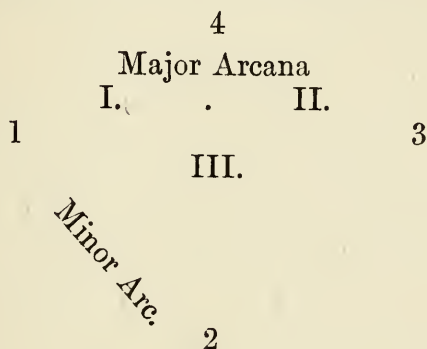 4
Major Arcana
I. . II.
1 3
III.
Minor Arc.
2